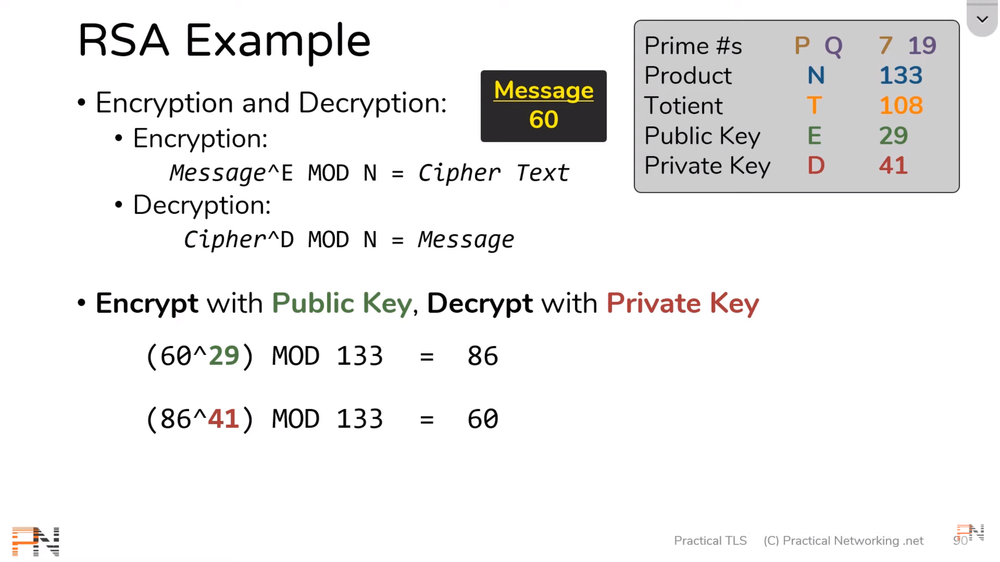 RSA Example
• Encryption and Decryption:
• Encryption:
Message^E MOD N = Cipher Text
• Decryption:
Cipher^D MOD N = Message
Message
60
Prime #s P Q 7 19
Product N 133
Totient T 108
Public Key E 29
Private Key D 41
• Encrypt with Public Key, Decrypt with Private Key
(60^29) MOD 133 = 86
(86^41) MOD 133 = 60
PN
Practical TLS (C) Practical Networking .net 90
PN